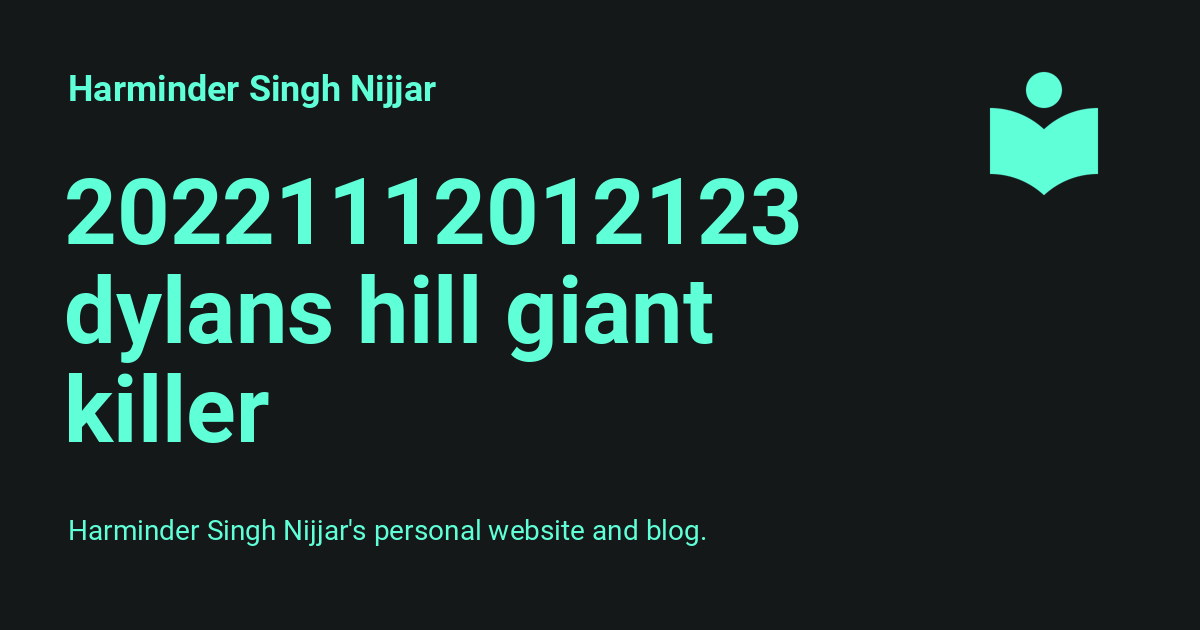 Harminder Singh Nijjar
20221112012123
dylans hill giant
killer
Harminder Singh Nijjar's personal website and blog.